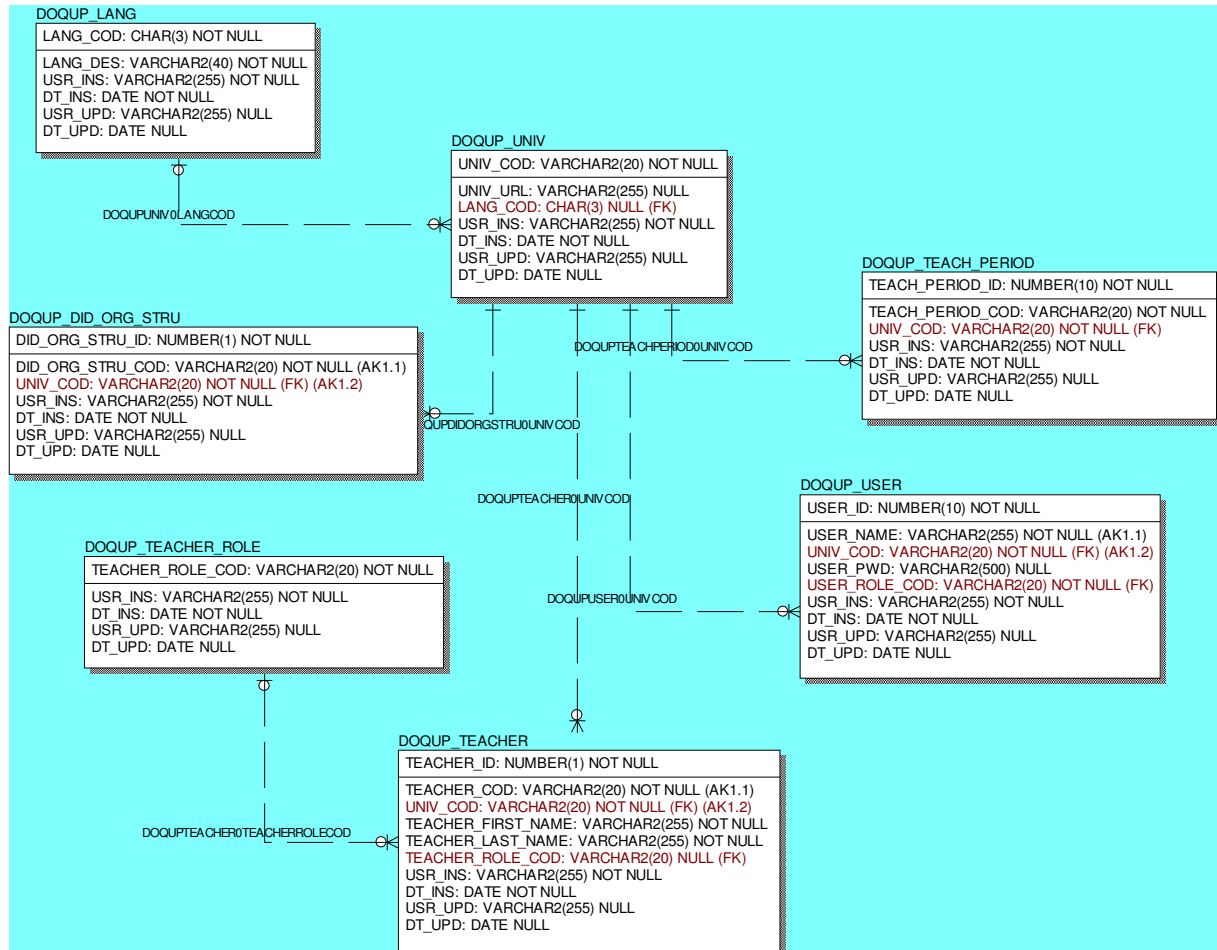 DOQUP_LANG
LANG_COD: CHAR(3) NOT NULL
LANG_DES: VARCHAR2(40) NOT NULL
USR_INS: VARCHAR2(255) NOT NULL
DT_INS: DATE NOT NULL
USR_UPD: VARCHAR2(255) NULL
DT_UPD: DATE NULL
DOQUPUNIV0LANGCOD
DOQUP_UNIV
UNIV_COD: VARCHAR2(20) NOT NULL
UNIV_URL: VARCHAR2(255) NULL
LANG_COD: CHAR(3) NULL (FK)
USR_INS: VARCHAR2(255) NOT NULL
DT_INS: DATE NOT NULL
USR_UPD: VARCHAR2(255) NULL
DT_UPD: DATE NULL
DOQUP_TEACH_PERIOD
TEACH_PERIOD_ID: NUMBER(10) NOT NULL
TEACH_PERIOD_COD: VARCHAR2(20) NOT NULL
UNIV_COD: VARCHAR2(20) NOT NULL (FK)
USR_INS: VARCHAR2(255) NOT NULL
DT_INS: DATE NOT NULL
USR_UPD: VARCHAR2(255) NULL
DT_UPD: DATE NULL
DOQUPTEACHPERIOD0UNIVCOD
DOQUP_DID_ORG_STRU
DID_ORG_STRU_ID: NUMBER(1) NOT NULL
DID_ORG_STRU_COD: VARCHAR2(20) NOT NULL (AK1.1)
UNIV_COD: VARCHAR2(20) NOT NULL (FK) (AK1.2)
USR_INS: VARCHAR2(255) NOT NULL
DT_INS: DATE NOT NULL
USR_UPD: VARCHAR2(255) NULL
DT_UPD: DATE NULL
QUPDIDORGSTRU0UNIVCOD
DOQUPTEACHER0UNIVCOD
DOQUP_USER
USER_ID: NUMBER(10) NOT NULL
USER_NAME: VARCHAR2(255) NOT NULL (AK1.1)
UNIV_COD: VARCHAR2(20) NOT NULL (FK) (AK1.2)
USER_PWD: VARCHAR2(500) NULL
USER_ROLE_COD: VARCHAR2(20) NOT NULL (FK)
USR_INS: VARCHAR2(255) NOT NULL
DT_INS: DATE NOT NULL
USR_UPD: VARCHAR2(255) NULL
DT_UPD: DATE NULL
DOQUPUSER0UNIVCOD
DOQUP_TEACHER_ROLE
TEACHER_ROLE_COD: VARCHAR2(20) NOT NULL
USR_INS: VARCHAR2(255) NOT NULL
DT_INS: DATE NOT NULL
USR_UPD: VARCHAR2(255) NULL
DT_UPD: DATE NULL
DOQUPTEACHER0TEACHERROLECOD
DOQUP_TEACHER
TEACHER_ID: NUMBER(1) NOT NULL
TEACHER_COD: VARCHAR2(20) NOT NULL (AK1.1)
UNIV_COD: VARCHAR2(20) NOT NULL (FK) (AK1.2)
TEACHER_FIRST_NAME: VARCHAR2(255) NOT NULL
TEACHER_LAST_NAME: VARCHAR2(255) NOT NULL
TEACHER_ROLE_COD: VARCHAR2(20) NULL (FK)
USR_INS: VARCHAR2(255) NOT NULL
DT_INS: DATE NOT NULL
USR_UPD: VARCHAR2(255) NULL
DT_UPD: DATE NULL